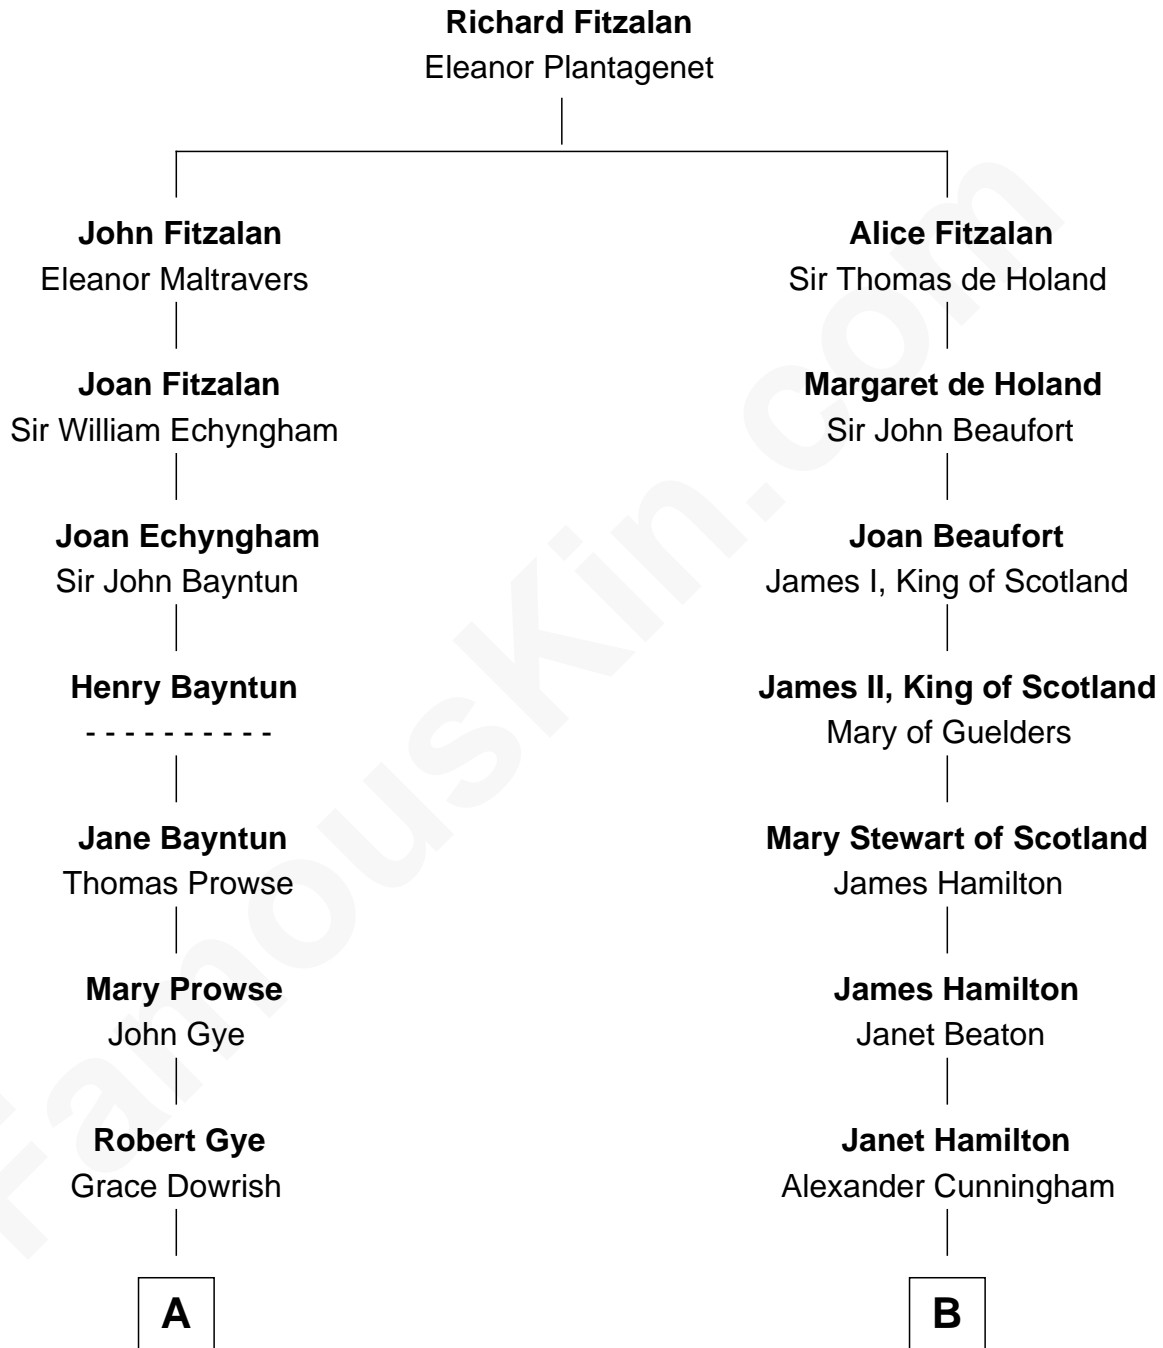 Richard Fitzalan
Eleanor Plantagenet
John Fitzalan
Eleanor Maltravers
Alice Fitzalan
Sir Thomas de Holand
Joan Fitzalan
Sir William Echyngham
Margaret de Holand
Sir John Beaufort
Joan Echyngham
Sir John Bayntun
Joan Beaufort
James I, King of Scotland
Henry Bayntun
- - - - - - - - - -
James II, King of Scotland
Mary of Guelders
Jane Bayntun
Thomas Prowse
Mary Stewart of Scotland
James Hamilton
Mary Prowse
John Gye
James Hamilton
Janet Beaton
Robert Gye
Grace Dowrish
Janet Hamilton
Alexander Cunningham
A
B
FamousKin.com